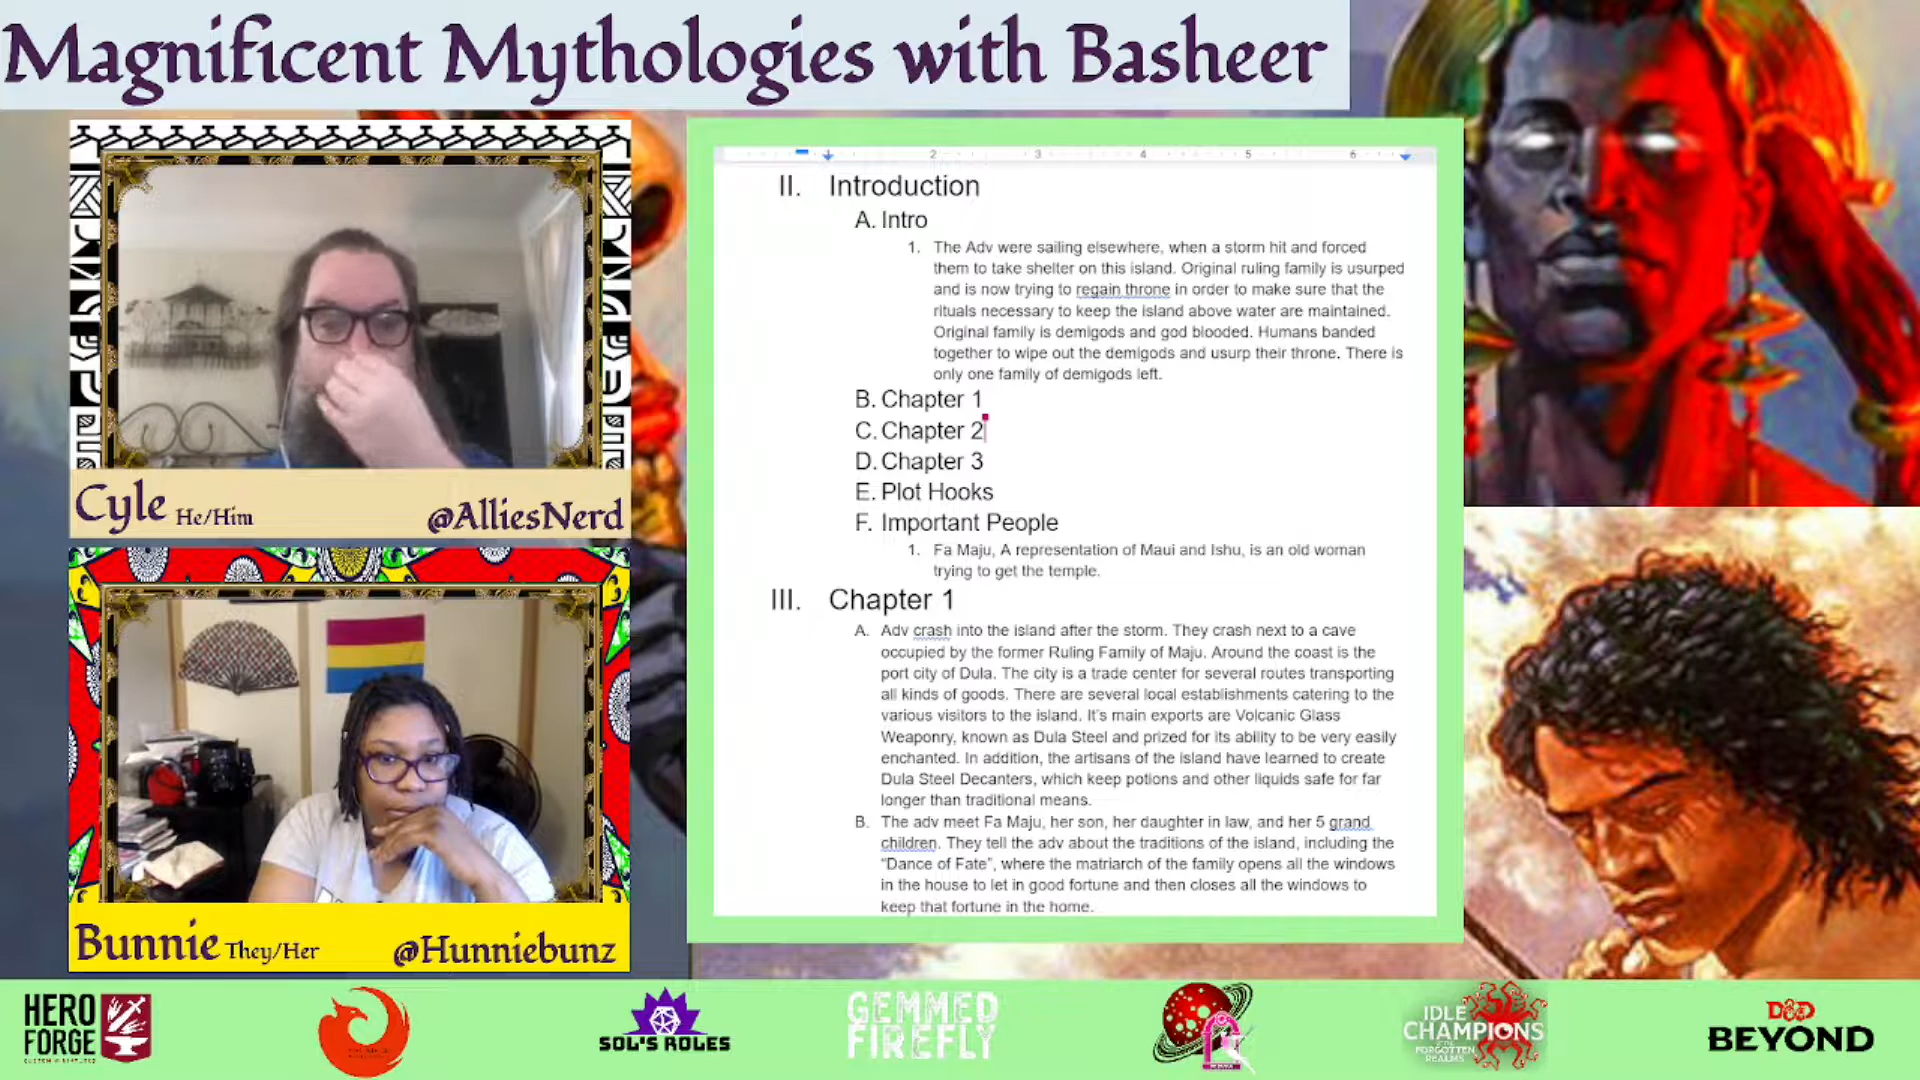 Magnificent Mythologies with Basheer
Cyle He/Him @AlliesNerd
Bunnie They/Her @Hunniebunz
1 2 3 4 5 6
II. Introduction
A. Intro
1. The Adv were sailing elsewhere, when a storm hit and forced
them to take shelter on this island. Original ruling family is usurped
and is now trying to regain throne in order to make sure that the
rituals necessary to keep the island above water are maintained.
Original family is demigods and god blooded. Humans banded
together to wipe out the demigods and usurp their throne. There is
only one family of demigods left.
B. Chapter 1
C. Chapter 2
D. Chapter 3
E. Plot Hooks
F. Important People
1. Fa Maju, A representation of Maui and Ishu, is an old woman
trying to get the temple.
III. Chapter 1
A. Adv crash into the island after the storm. They crash next to a cave
occupied by the former Ruling Family of Maju. Around the coast is the
port city of Dula. The city is a trade center for several routes transporting
all kinds of goods. There are several local establishments catering to the
various visitors to the island. It's main exports are Volcanic Glass
Weaponry, known as Dula Steel and prized for its ability to be very easily
enchanted. In addition, the artisans of the island have learned to create
Dula Steel Decanters, which keep potions and other liquids safe for far
longer than traditional means.
B. The adv meet Fa Maju, her son, her daughter in law, and her 5 grand
children. They tell the adv about the traditions of the island, including the
"Dance of Fate", where the matriarch of the family opens all the windows
in the house to let in good fortune and then closes all the windows to
keep that fortune in the home.
HERO
FORGE
SOL'S ROLES
GEMMED
FIREFLY
IDLE
CHAMPIONS
OF THE
FORGOTTEN
REALMS
D&D
BEYOND